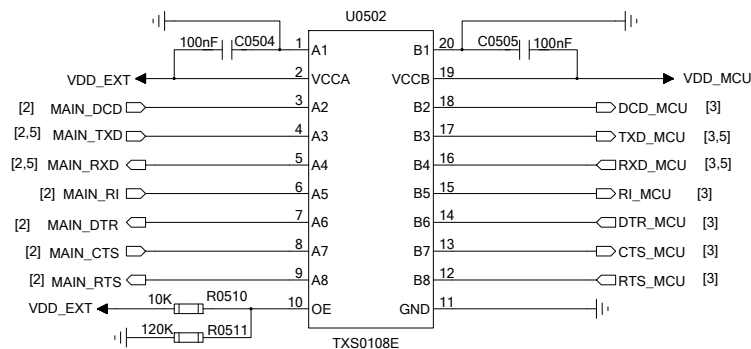 U0502
100nF C0504 1 A1 B1 20 C0505 100nF
VDD_EXT 2 VCCA VCCB 19 VDD_MCU
[2] MAIN_DCD 3 A2 B2 18 DCD_MCU [3]
[2,5] MAIN_TXD 4 A3 B3 17 TXD_MCU [3,5]
[2,5] MAIN_RXD 5 A4 B4 16 RXD_MCU [3,5]
[2] MAIN_RI 6 A5 B5 15 RI_MCU [3]
[2] MAIN_DTR 7 A6 B6 14 DTR_MCU [3]
[2] MAIN_CTS 8 A7 B7 13 CTS_MCU [3]
[2] MAIN_RTS 9 A8 B8 12 RTS_MCU [3]
VDD_EXT 10K R0510 10 OE GND 11
120K R0511
TXS0108E